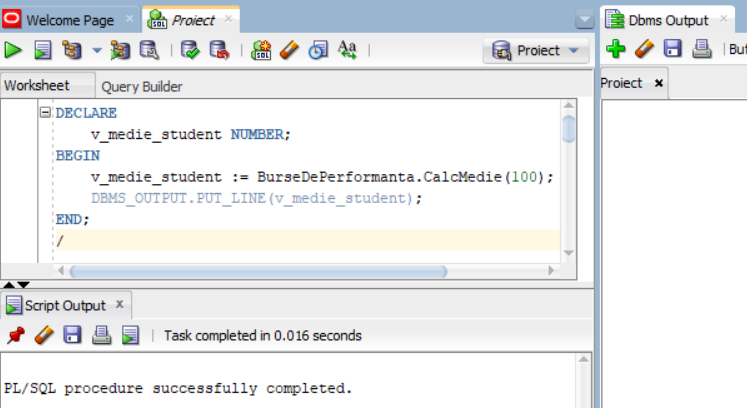 Welcome Page
Proiect
Dbms Output
Proiect
Buf
Worksheet
Query Builder
Proiect
DECLARE
v_medie_student NUMBER;
BEGIN
v_medie_student := BurseDePerformanta.CalcMedie(100);
DBMS_OUTPUT.PUT_LINE(v_medie_student);
END;
/
Script Output
Task completed in 0.016 seconds
PL/SQL procedure successfully completed.